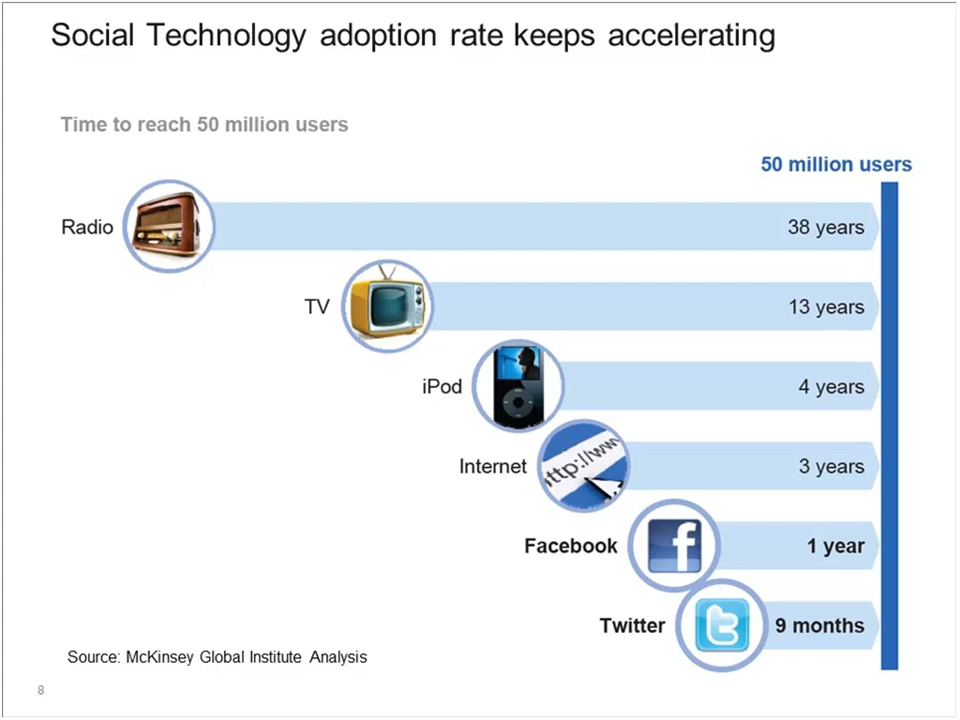 Social Technology adoption rate keeps accelerating
Time to reach 50 million users
50 million users
Radio
38 years
TV
13 years
iPod
4 years
Internet
http://www
3 years
Facebook
f
1 year
Twitter
t
9 months
Source: McKinsey Global Institute Analysis
8